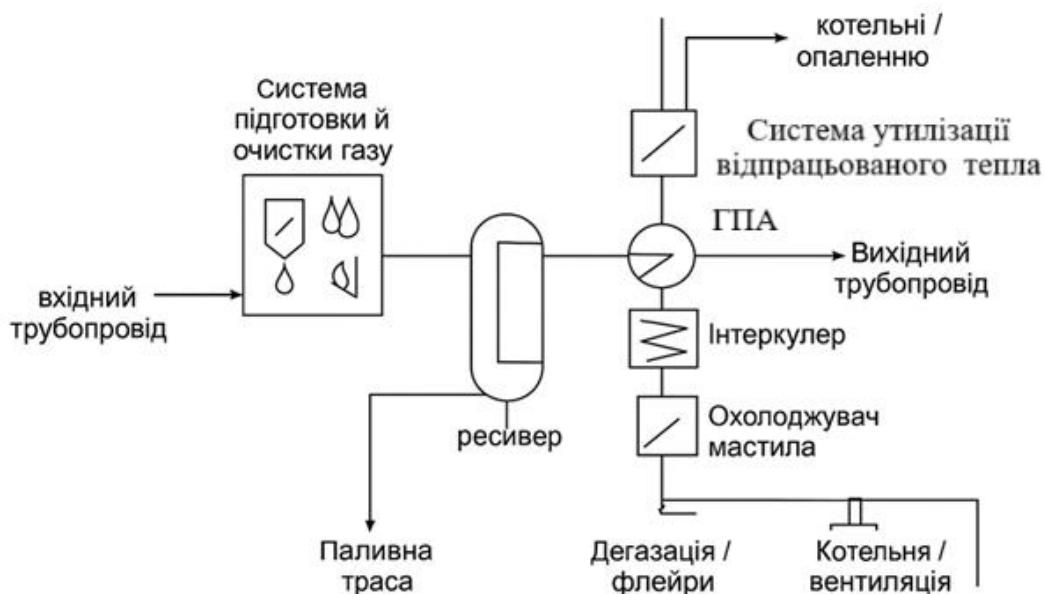 котельні /
опаленню
Система
підготовки й
очистки газу
Система утилізації
відпрацьованого тепла
ГПА
Вихідний
трубопровід
вхідний
трубопровід
Інтеркулер
Охолоджувач
мастила
ресивер
Паливна
траса
Дегазація /
флейри
Котельня /
вентиляція